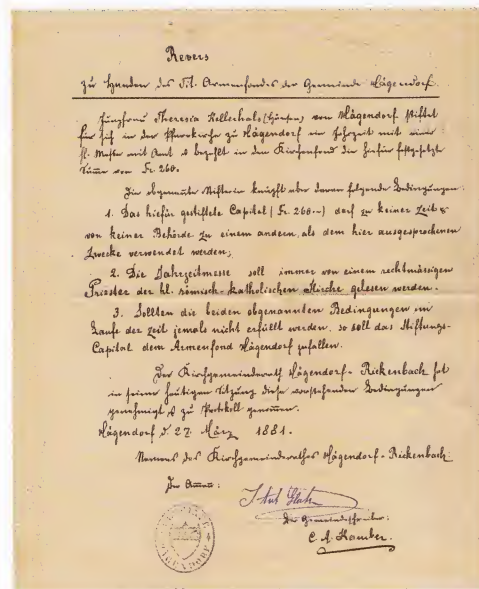 Revers
zu Handen des Tit. Armenfondes der Gemeinde Hägendorf.
Jungfrau Theresia Kellerhals von Hägendorf stiftet
für sich in der Pfarrkirche zu Hägendorf ein Jahrzeit mit einer
hl. Messe mit Amt & bezahlt in den Kirchenfond die hiefür festgesetzte
Summe von Fr. 260.
Die obgenannte Stifterin knüpft aber daran folgende Bedingungen:
1. Das hiefür gestiftete Capital (Fr. 260.-) darf zu keiner Zeit &
von keiner Behörde zu einem andern, als dem hier ausgesprochenen
Zwecke verwendet werden;
2. Die Jahrzeitmesse soll immer von einem rechtmässigen
Priester der hl. römisch-katholischen Kirche gelesen werden.
3. Sollten die beiden obgenannten Bedingungen im
Laufe der Zeit jemals nicht erfüllt werden, so soll das Stiftungs-
Capital dem Armenfond Hägendorf zufallen.
Der Kirchgemeinderath Hägendorf-Rickenbach hat
in seiner heutigen Sitzung diese vorstehenden Bedingungen
genehmigt & zu Protokoll genommen.
Hägendorf d. 27. März 1881.
Namens des Kirchgemeinderathes Hägendorf-Rickenbach:
Der Amman:
Der Gemeindschreiber:
C. A. Kamber.
HÄGENDORF